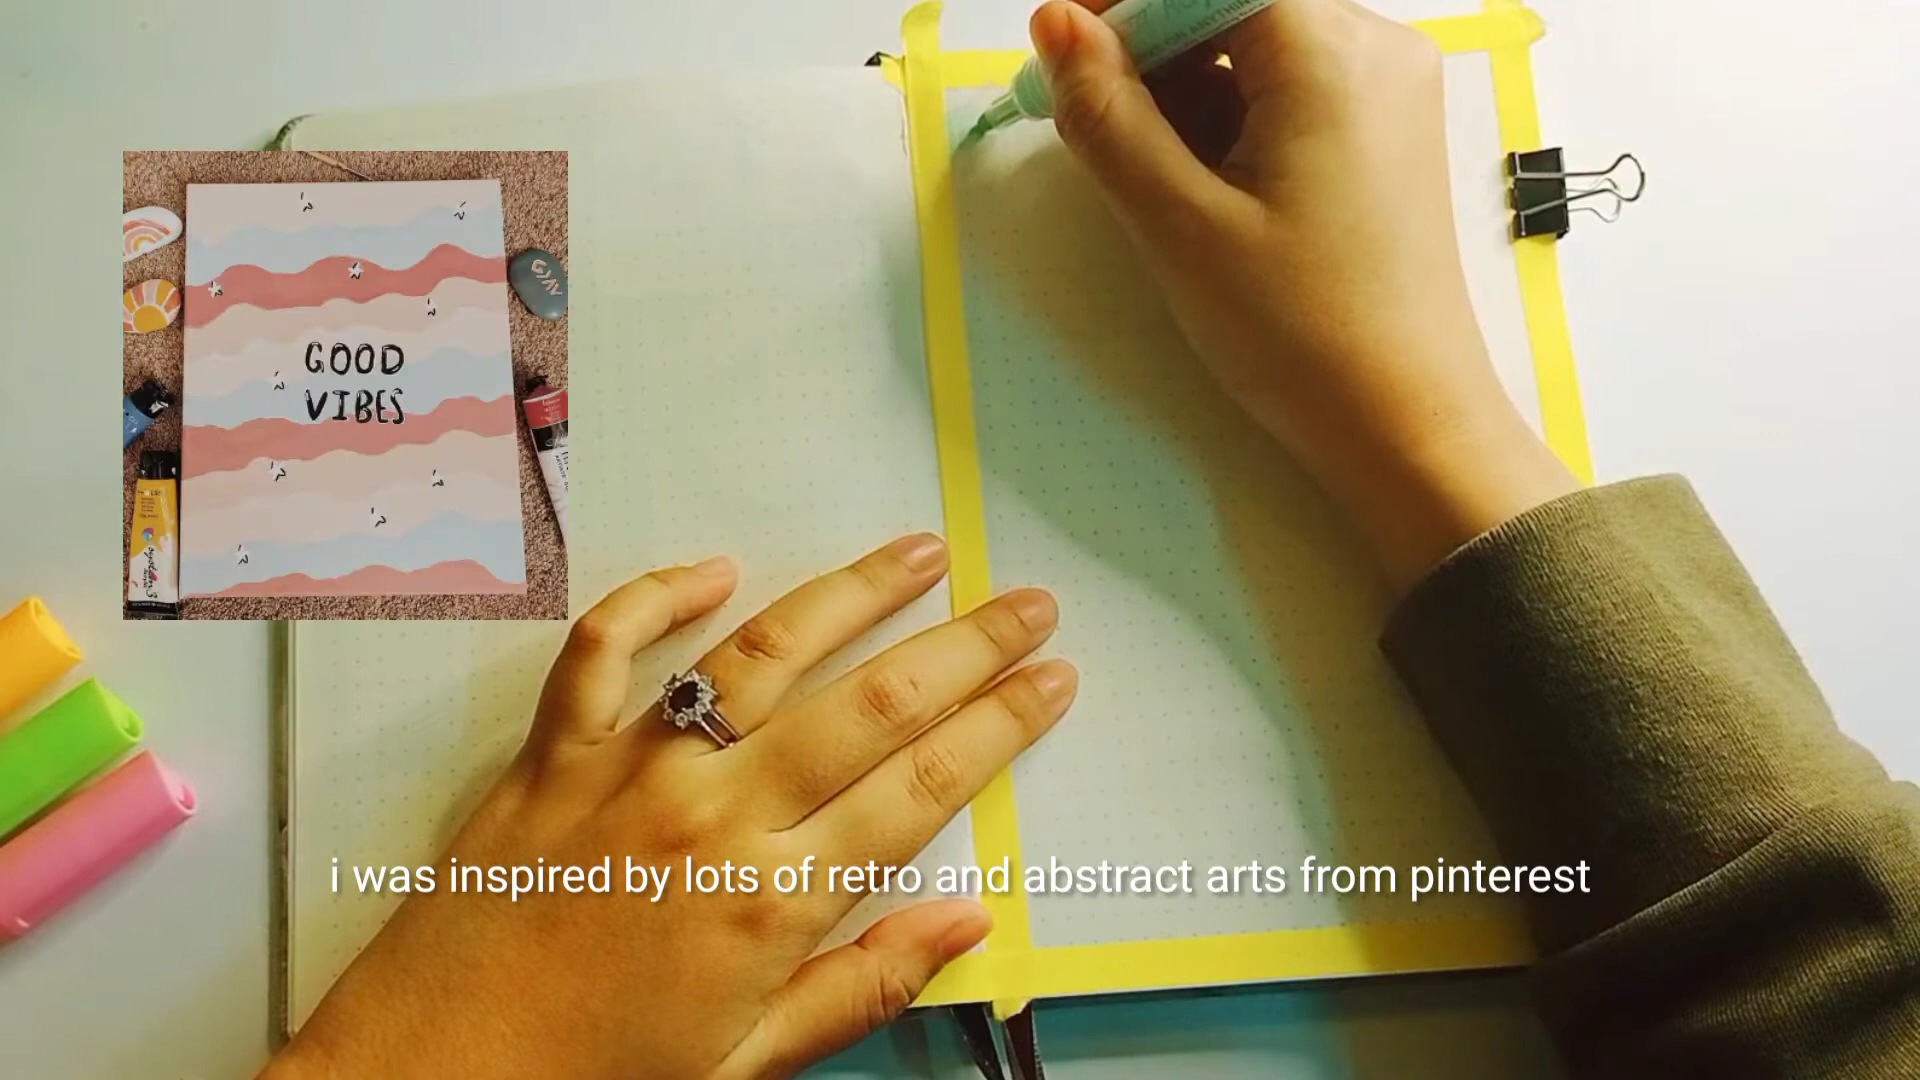 GOOD
VIBES
i was inspired by lots of retro and abstract arts from pinterest